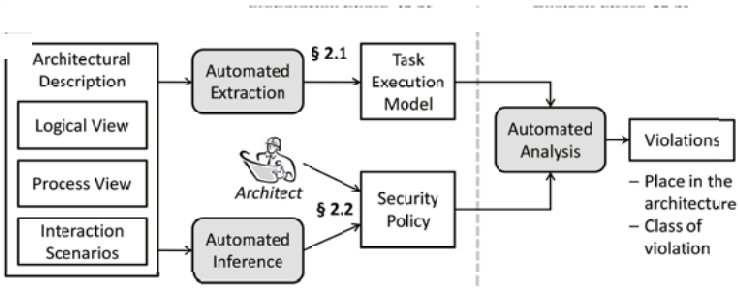 Architectural
Description
Logical View
Process View
Interaction
Scenarios
Automated
Extraction
§ 2.1
Task
Execution
Model
Architect
§ 2.2
Automated
Inference
Security
Policy
Automated
Analysis
Violations
– Place in the
architecture
– Class of
violation